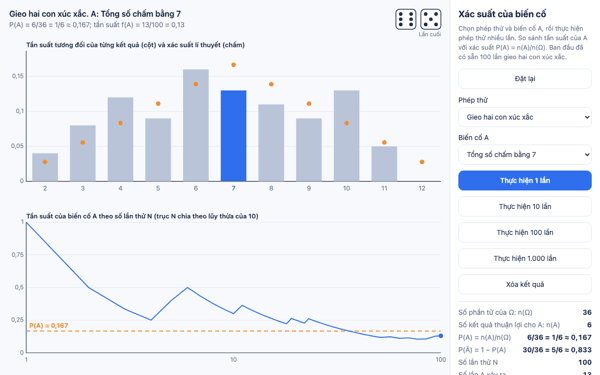 Gieo hai con xúc xắc. A: Tổng số chấm bằng 7
P(A) = 6/36 = 1/6 ≈ 0,167; tần suất f(A) = 13/100 ≈ 0,13
Lần cuối
Tần suất tương đối của từng kết quả (cột) và xác suất lí thuyết (chấm)
0,15
0,1
0,05
0
2 3 4 5 6 7 8 9 10 11 12
Tần suất của biến cố A theo số lần thử N (trục N chia theo lũy thừa của 10)
1
0,75
0,5
0,25
0
P(A) = 0,167
1 10 100
Xác suất của biến cố
Chọn phép thử và biến cố A, rồi thực hiện
phép thử nhiều lần. So sánh tần suất của A
với xác suất P(A) = n(A)/n(Ω). Ban đầu đã
có sẵn 100 lần gieo hai con xúc xắc.
Đặt lại
Phép thử
Gieo hai con xúc xắc
Biến cố A
Tổng số chấm bằng 7
Thực hiện 1 lần
Thực hiện 10 lần
Thực hiện 100 lần
Thực hiện 1.000 lần
Xóa kết quả
Số phần tử của Ω: n(Ω) 36
Số kết quả thuận lợi cho A: n(A) 6
P(A) = n(A)/n(Ω) 6/36 = 1/6 ≈ 0,167
P(Ā) = 1 − P(A) 30/36 = 5/6 ≈ 0,833
Số lần thử N 100
Số lần A xảy ra 13